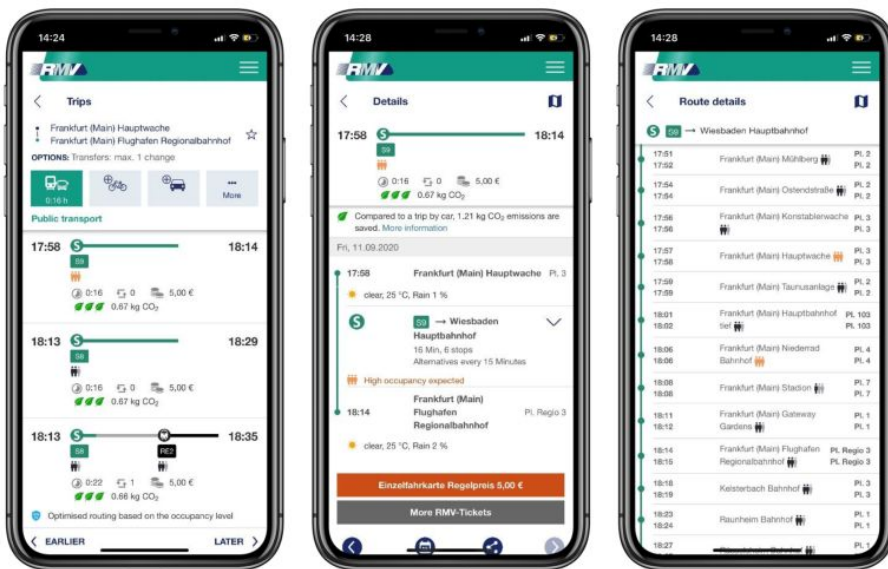 14:24
RMV
Trips
Frankfurt (Main) Hauptwache
Frankfurt (Main) Flughafen Regionalbahnhof
OPTIONS: Transfers: max. 1 change
0:16 h
More
Public transport
17:58 S 18:14
S9
0:16 0 5,00 €
0.67 kg CO₂
18:13 S 18:29
S8
0:16 0 5,00 €
0.67 kg CO₂
18:13 S 18:35
S8 RE2
0:22 1 5,00 €
0.66 kg CO₂
Optimised routing based on the occupancy level
EARLIER LATER
14:28
RMV
Details
17:58 S 18:14
S9
0:16 0 5,00 €
0.67 kg CO₂
Compared to a trip by car, 1.21 kg CO₂ emissions are
saved. More information
Fri, 11.09.2020
17:58 Frankfurt (Main) Hauptwache Pl. 3
clear, 25 °C, Rain 1 %
S S9 → Wiesbaden
Hauptbahnhof
16 Min, 6 stops
Alternatives every 15 Minutes
High occupancy expected
Frankfurt (Main)
18:14 Flughafen Pl. Regio 3
Regionalbahnhof
clear, 25 °C, Rain 2 %
Einzelfahrkarte Regelpreis 5,00 €
More RMV-Tickets
14:28
RMV
Route details
S S9 → Wiesbaden Hauptbahnhof
17:51 Pl. 2
17:52 Frankfurt (Main) Mühlberg Pl. 2
17:54 Pl. 2
17:54 Frankfurt (Main) Ostendstraße Pl. 2
17:56 Frankfurt (Main) Konstablerwache Pl. 3
17:56 Pl. 3
17:57 Pl. 3
17:58 Frankfurt (Main) Hauptwache Pl. 3
17:59 Pl. 2
17:59 Frankfurt (Main) Taunusanlage Pl. 2
18:01 Frankfurt (Main) Hauptbahnhof Pl. 103
18:02 tief Pl. 103
18:06 Frankfurt (Main) Niederrad Pl. 4
18:06 Bahnhof Pl. 4
18:08 Pl. 7
18:08 Frankfurt (Main) Stadion Pl. 7
18:11 Frankfurt (Main) Gateway Pl. 1
18:12 Gardens Pl. 1
18:14 Frankfurt (Main) Flughafen Pl. Regio 3
18:15 Regionalbahnhof Pl. Regio 3
18:18 Pl. 3
18:19 Kelsterbach Bahnhof Pl. 3
18:23 Pl. 1
18:24 Raunheim Bahnhof Pl. 1
18:27 Pl. 1